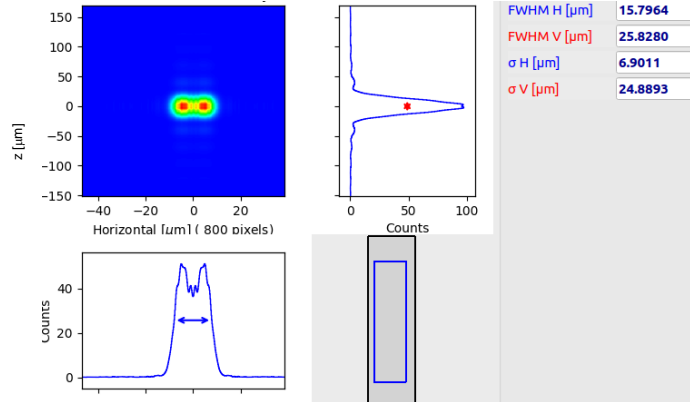 FWHM H [μm] 15.7964
FWHM V [μm] 25.8280
σ H [μm] 6.9011
σ V [μm] 24.8893
150
100
50
0
−50
−100
−150
z [μm]
−40 −20 0 20
Horizontal [μm] ( 800 pixels)
0 50 100
Counts
40
20
0
Counts